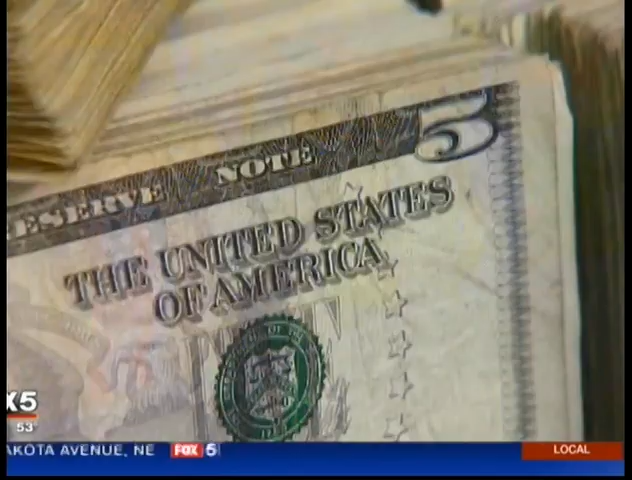 ESERVE NOTE 5
THE UNITED STATES
OF AMERICA
X5
53°
AKOTA AVENUE, NE FOX 5 LOCAL